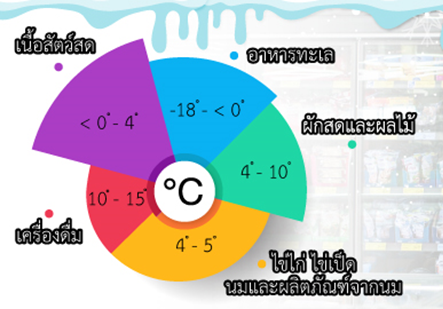 เนื้อสัตว์สด
อาหารทะเล
< 0° - 4°
-18° - < 0°
ผักสดและผลไม้
4° - 10°
°C
10° - 15°
เครื่องดื่ม
4° - 5°
ไข่ไก่ ไข่เป็ด
นมและผลิตภัณฑ์จากนม